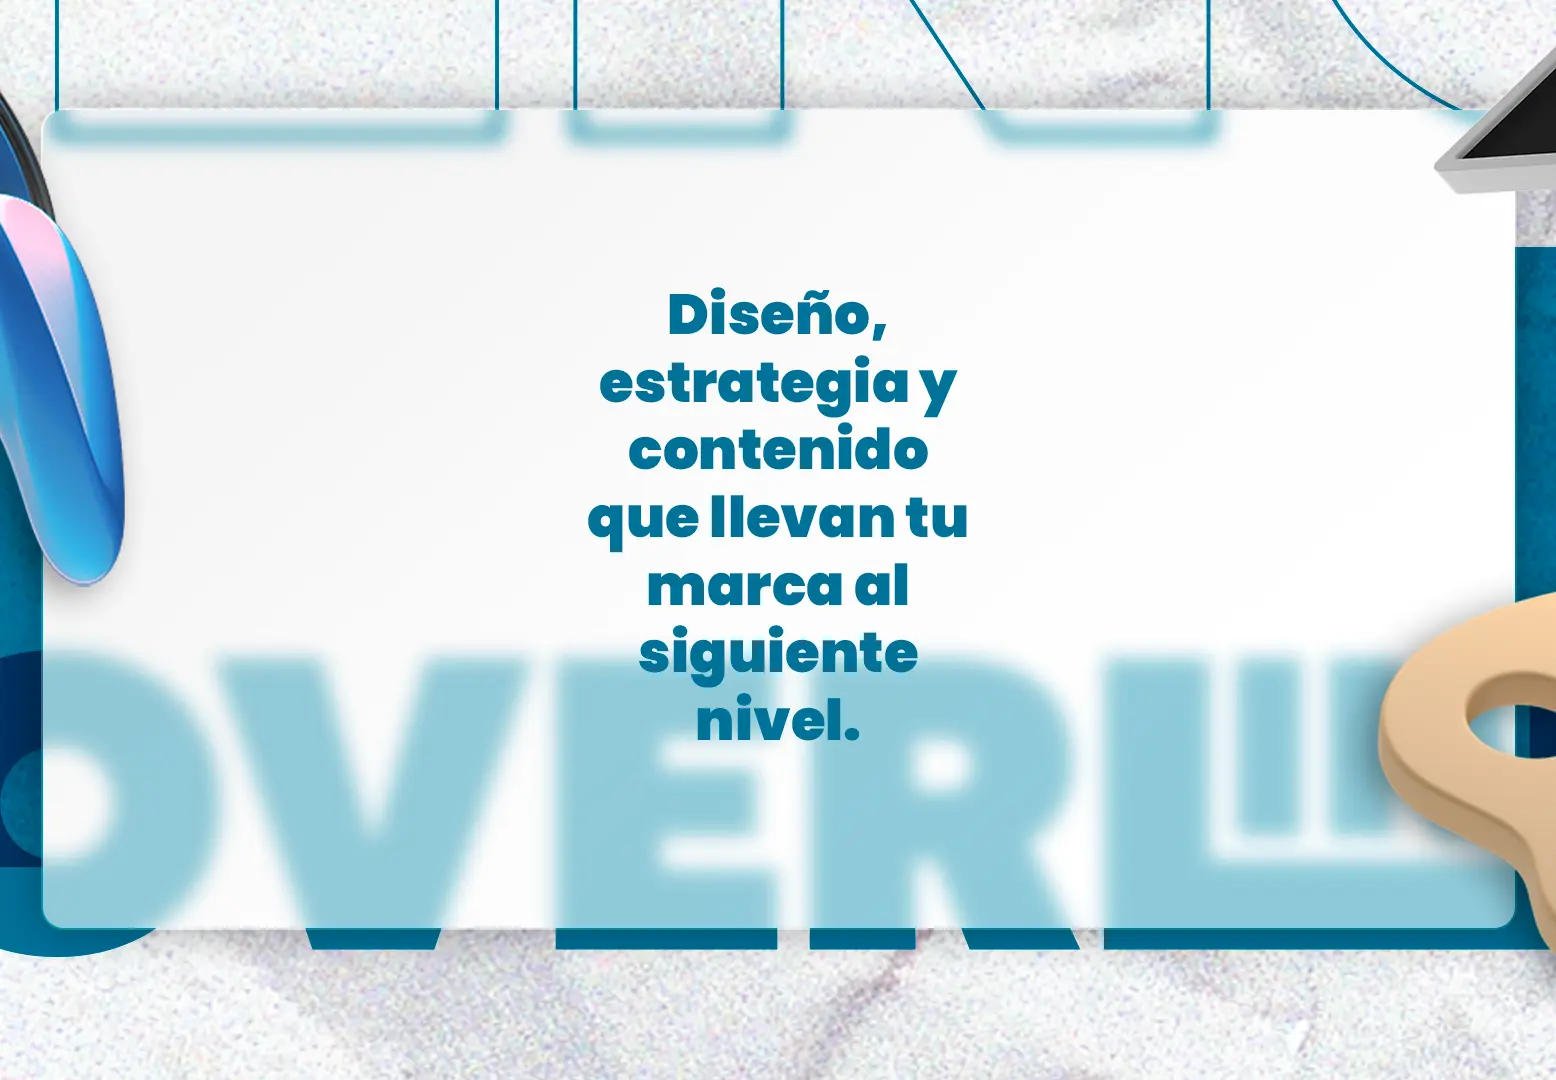 Diseño,
estrategia y
contenido
que llevan tu
marca al
siguiente
nivel.